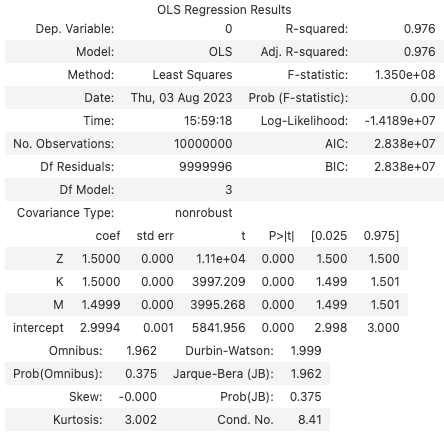 OLS Regression Results
Dep. Variable: 0 R-squared: 0.976
Model: OLS Adj. R-squared: 0.976
Method: Least Squares F-statistic: 1.350e+08
Date: Thu, 03 Aug 2023 Prob (F-statistic): 0.00
Time: 15:59:18 Log-Likelihood: -1.4189e+07
No. Observations: 10000000 AIC: 2.838e+07
Df Residuals: 9999996 BIC: 2.838e+07
Df Model: 3
Covariance Type: nonrobust
coef std err t P>|t| [0.025 0.975]
Z 1.5000 0.000 1.11e+04 0.000 1.500 1.500
K 1.5000 0.000 3997.209 0.000 1.499 1.501
M 1.4999 0.000 3995.268 0.000 1.499 1.501
intercept 2.9994 0.001 5841.956 0.000 2.998 3.000
Omnibus: 1.962 Durbin-Watson: 1.999
Prob(Omnibus): 0.375 Jarque-Bera (JB): 1.962
Skew: -0.000 Prob(JB): 0.375
Kurtosis: 3.002 Cond. No. 8.41